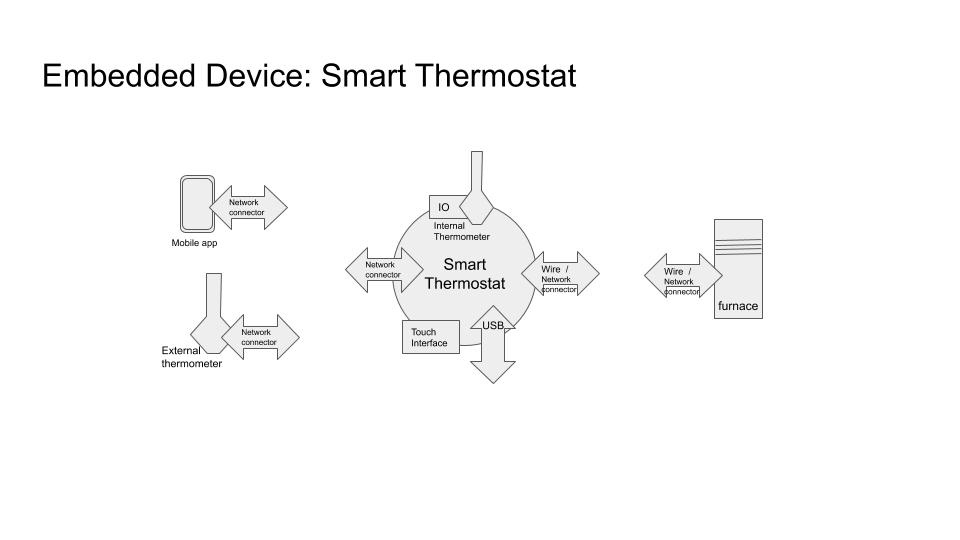 Embedded Device: Smart Thermostat
Network
connector
Mobile app
Network
connector
External
thermometer
IO
Internal
Thermometer
Smart
Thermostat
Network
connector
Wire /
Network
connector
Touch
Interface
USB
Wire /
Network
connector
furnace